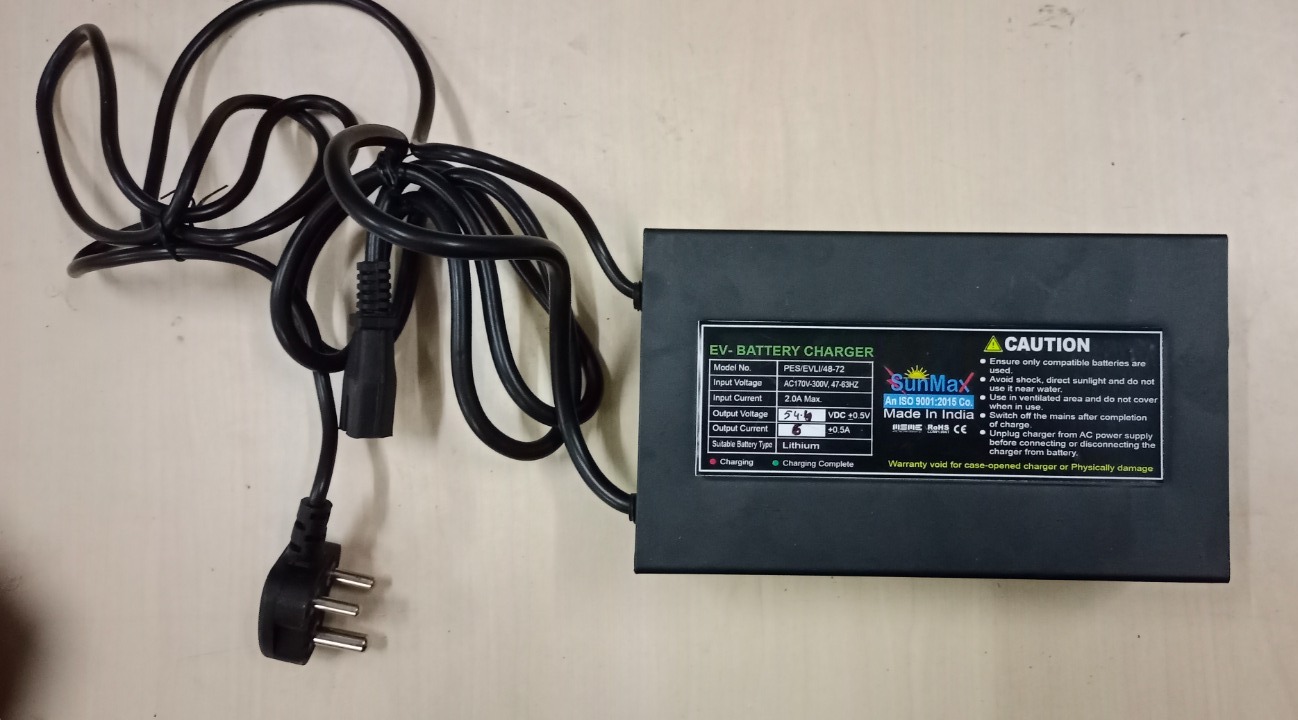 EV- BATTERY CHARGER
Model No. PES/EVLI/48-72
Input Voltage AC170V-300V, 47-63HZ
Input Current 2.0A Max.
Output Voltage 54.6 VDC ±0.5V
Output Current 6 ±0.5A
Suitable Battery Type Lithium
Charging Charging Complete
SunMax
An ISO 9001:2015 Co.
Made In India
RoHS CE
CAUTION
Ensure only compatible batteries are
used.
Avoid shock, direct sunlight and do not
use it near water.
Use in ventilated area and do not cover
when in use.
Switch off the mains after completion
of charge.
Unplug charger from AC power supply
before connecting or disconnecting the
charger from battery.
Warranty void for case-opened charger or Physically damage